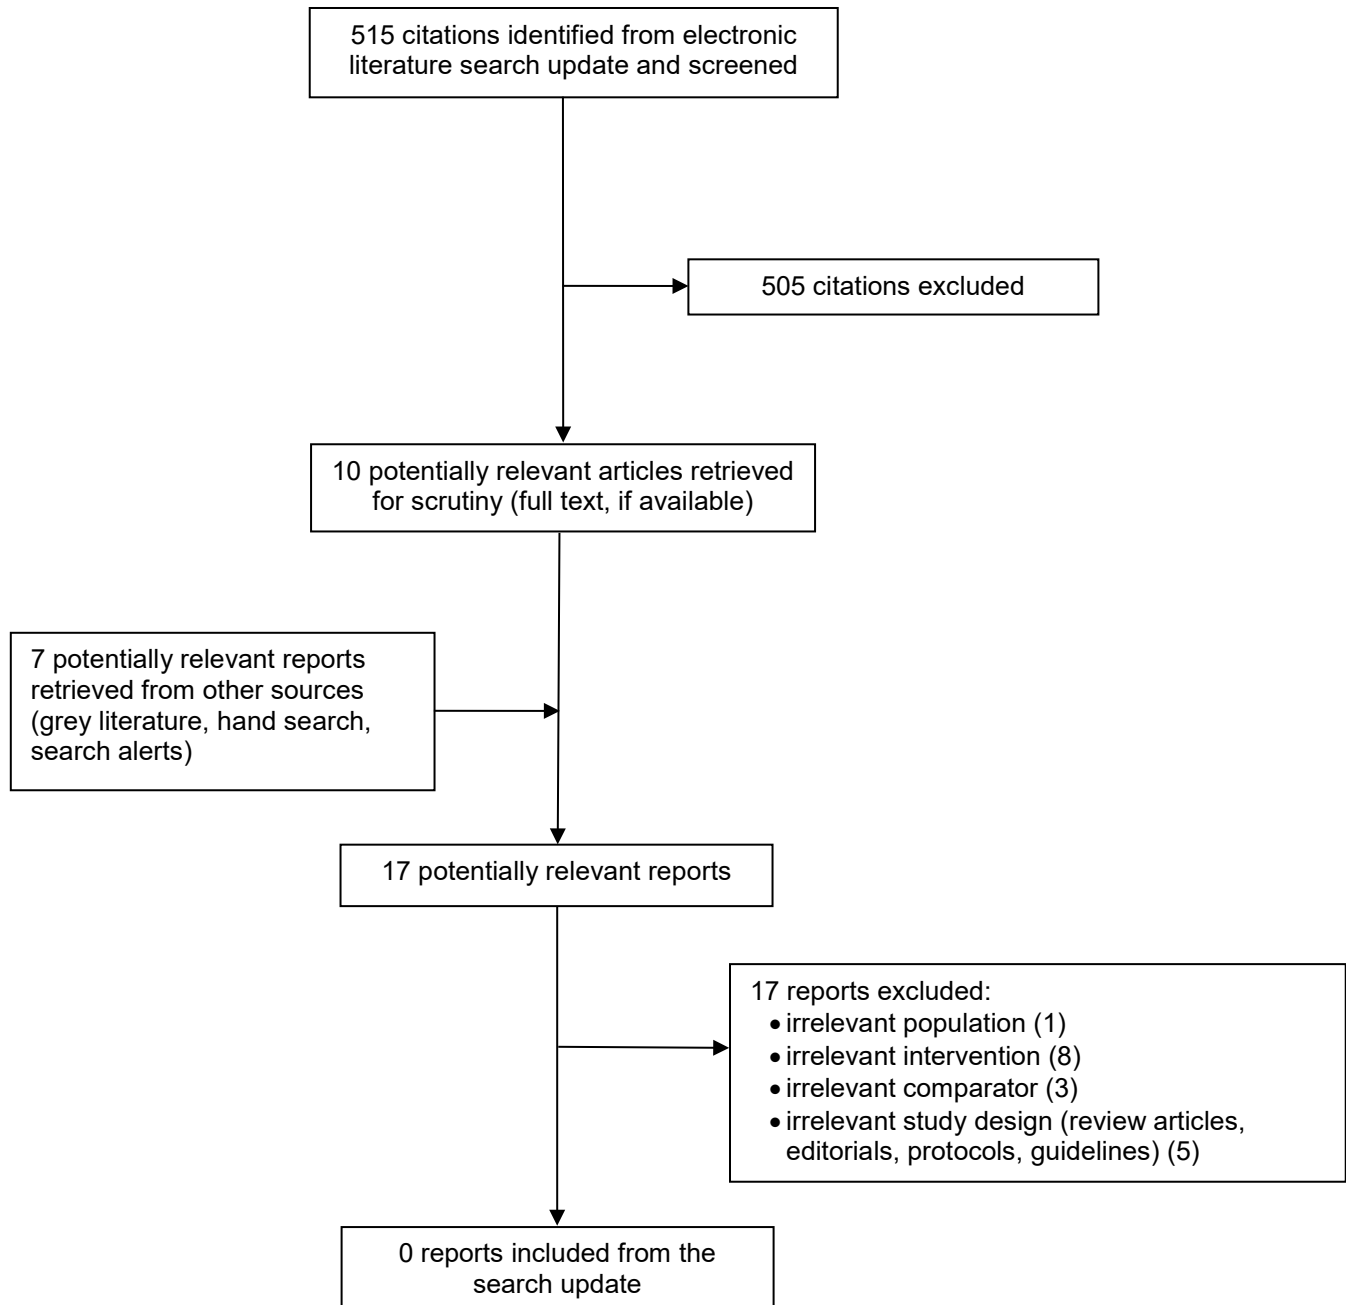 515 citations identified from electronic
literature search update and screened
505 citations excluded
10 potentially relevant articles retrieved
for scrutiny (full text, if available)
7 potentially relevant reports
retrieved from other sources
(grey literature, hand search,
search alerts)
17 potentially relevant reports
17 reports excluded:
• irrelevant population (1)
• irrelevant intervention (8)
• irrelevant comparator (3)
• irrelevant study design (review articles,
editorials, protocols, guidelines) (5)
0 reports included from the
search update